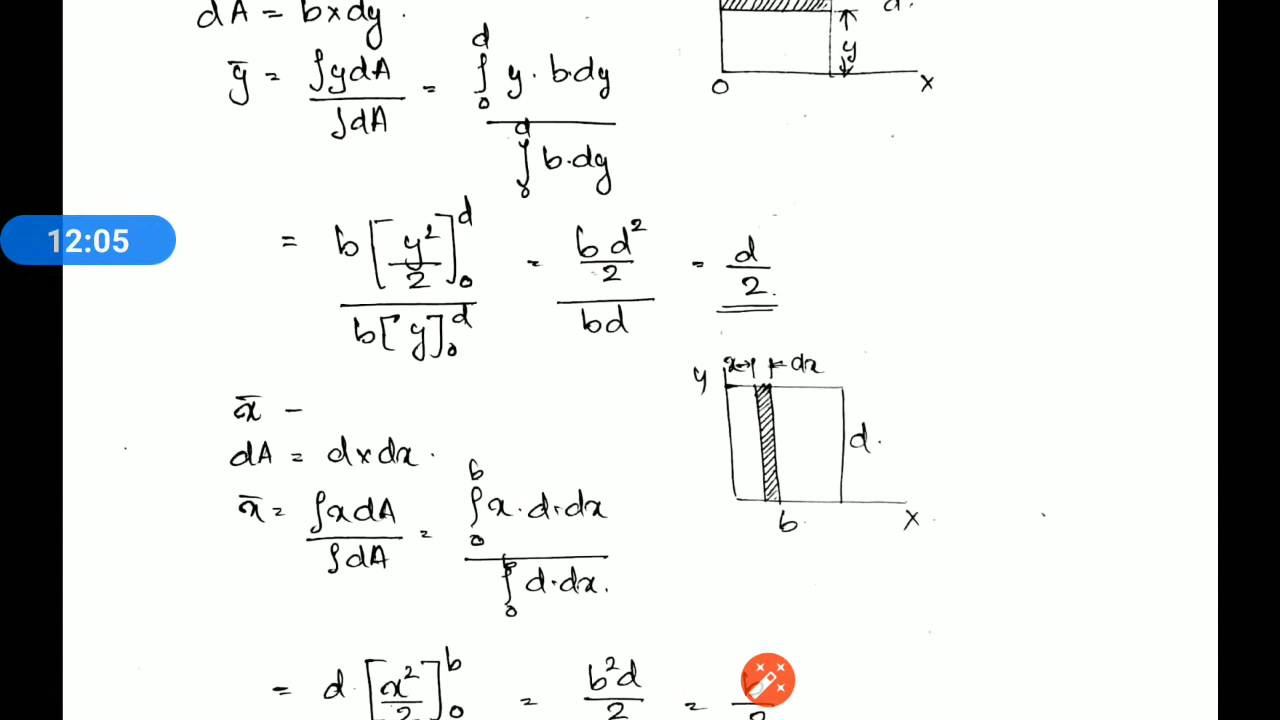 dA = b×dy.
d.
y
O
x
ȳ = ∫ydA / ∫dA = ∫₀ᵈ y. b.dy / ∫₀ᵈ b.dy
12:05
= b[y²/2]₀ᵈ / b[y]₀ᵈ = bd²/2 / bd = d/2.
y x dx
x̄ -
d.
dA = d×dx.
x̄ = ∫xdA / ∫dA = ∫₀ᵇ x.d.dx / ∫₀ᵇ d.dx.
b. x.
= d[x²/2]₀ᵇ = b²d/2 =